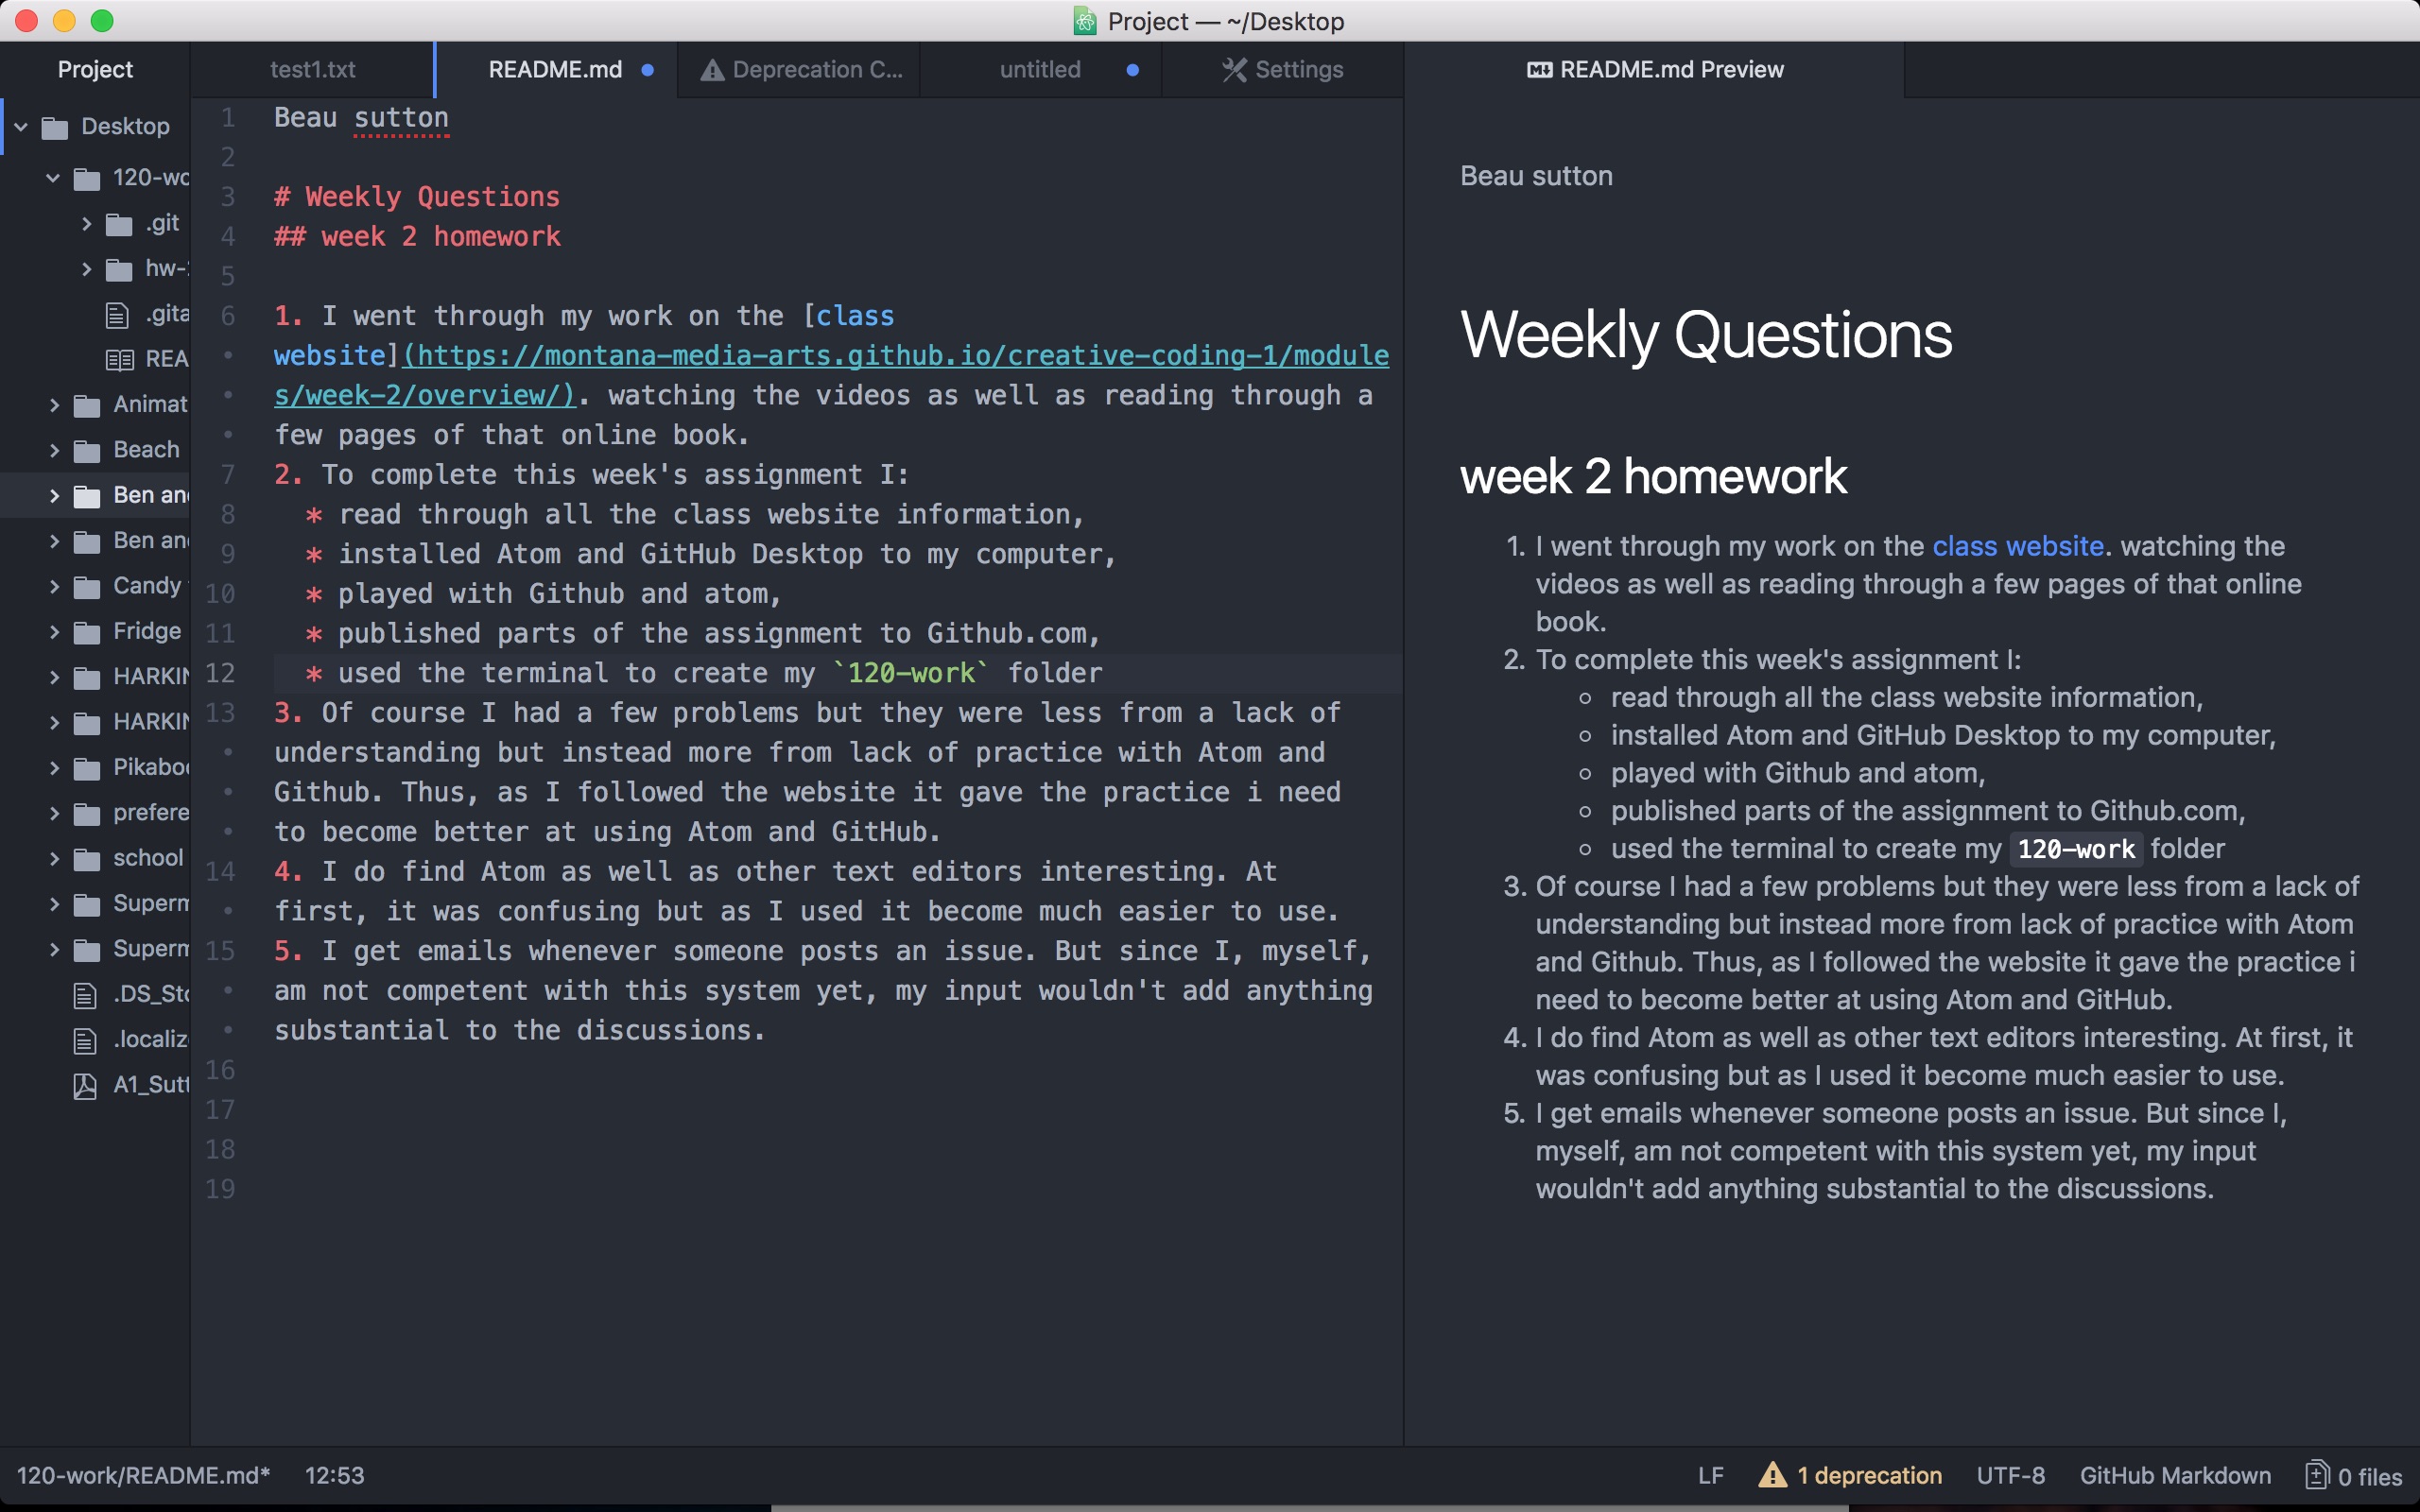 Project — ~/Desktop
Project
test1.txt
README.md
Deprecation C...
untitled
Settings
README.md Preview
Desktop
120-wo
.git
hw-
.gita
REA
Animat
Beach
Ben and
Ben and
Candy
Fridge
HARKIN
HARKIN
Pikaboo
prefere
school
Superm
Superm
.DS_Sto
.localiz
A1_Sutt
1 Beau sutton
2
3 # Weekly Questions
4 ## week 2 homework
5
6 1. I went through my work on the [class
• website](https://montana-media-arts.github.io/creative-coding-1/module
• s/week-2/overview/). watching the videos as well as reading through a
• few pages of that online book.
7 2. To complete this week's assignment I:
8 * read through all the class website information,
9 * installed Atom and GitHub Desktop to my computer,
10 * played with Github and atom,
11 * published parts of the assignment to Github.com,
12 * used the terminal to create my `120-work` folder
13 3. Of course I had a few problems but they were less from a lack of
• understanding but instead more from lack of practice with Atom and
• Github. Thus, as I followed the website it gave the practice i need
• to become better at using Atom and GitHub.
14 4. I do find Atom as well as other text editors interesting. At
• first, it was confusing but as I used it become much easier to use.
15 5. I get emails whenever someone posts an issue. But since I, myself,
• am not competent with this system yet, my input wouldn't add anything
• substantial to the discussions.
16
17
18
19
Beau sutton
Weekly Questions
week 2 homework
1. I went through my work on the class website. watching the
videos as well as reading through a few pages of that online
book.
2. To complete this week's assignment I:
◦ read through all the class website information,
◦ installed Atom and GitHub Desktop to my computer,
◦ played with Github and atom,
◦ published parts of the assignment to Github.com,
◦ used the terminal to create my 120-work folder
3. Of course I had a few problems but they were less from a lack of
understanding but instead more from lack of practice with Atom
and Github. Thus, as I followed the website it gave the practice i
need to become better at using Atom and GitHub.
4. I do find Atom as well as other text editors interesting. At first, it
was confusing but as I used it become much easier to use.
5. I get emails whenever someone posts an issue. But since I,
myself, am not competent with this system yet, my input
wouldn't add anything substantial to the discussions.
120-work/README.md* 12:53
LF 1 deprecation UTF-8 GitHub Markdown 0 files